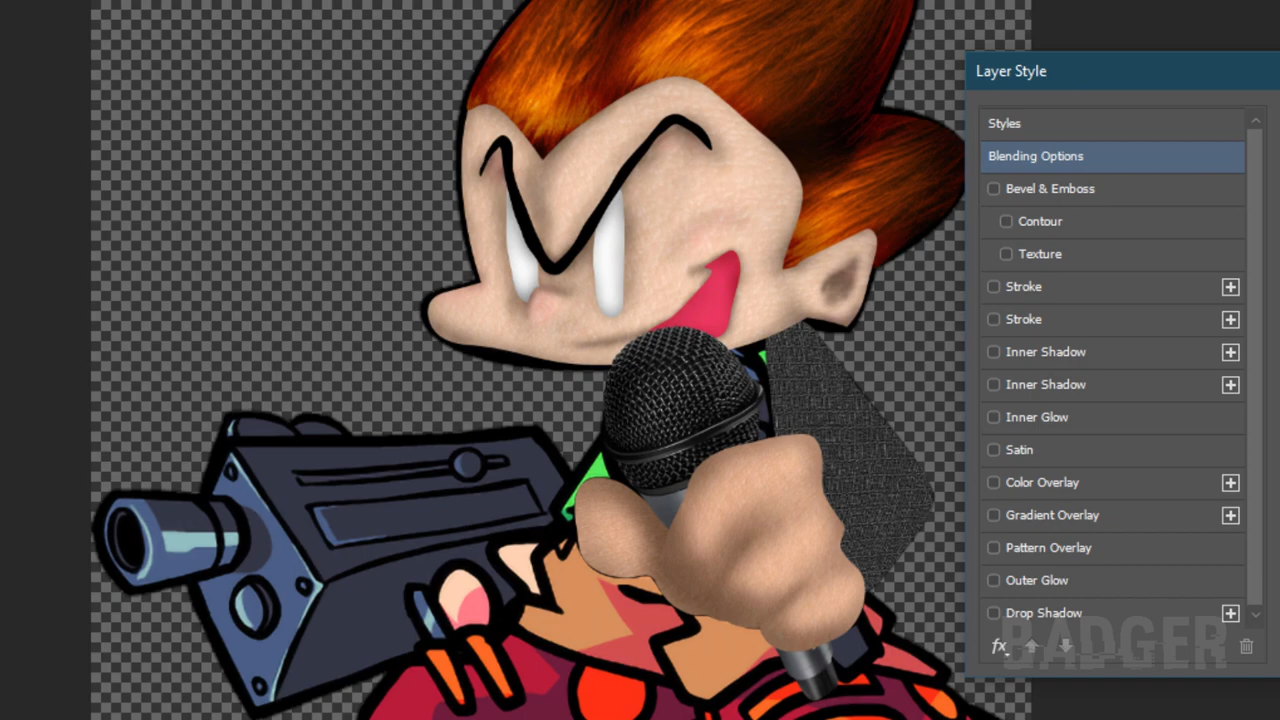 Layer Style
Styles
Blending Options
Bevel & Emboss
Contour
Texture
Stroke
Stroke
Inner Shadow
Inner Shadow
Inner Glow
Satin
Color Overlay
Gradient Overlay
Pattern Overlay
Outer Glow
Drop Shadow
fx
BADGER